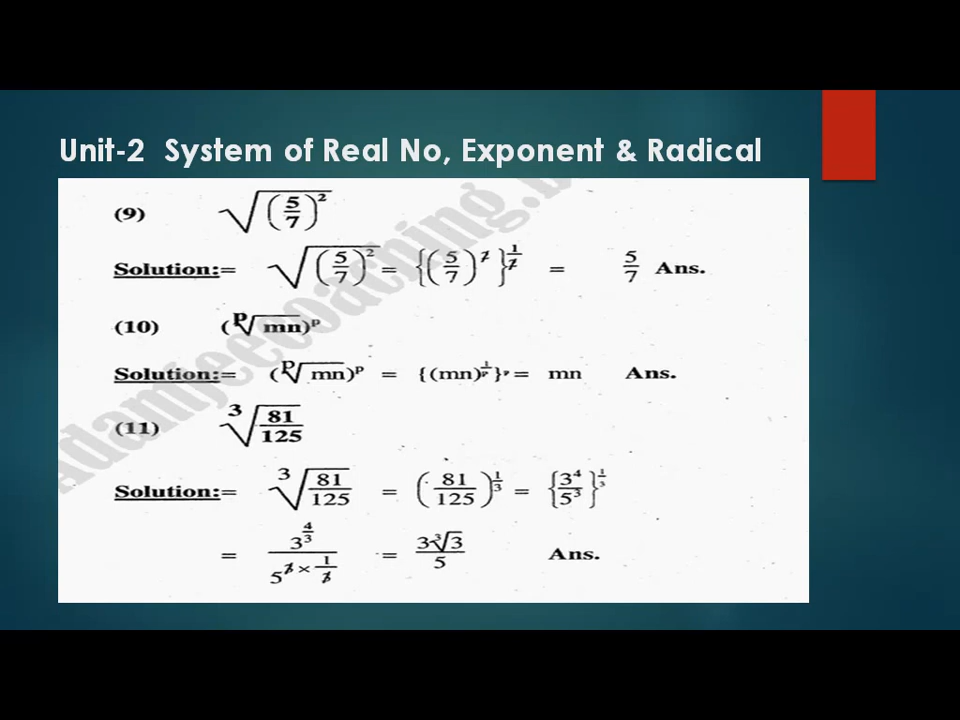 Unit-2 System of Real No, Exponent & Radical
(9) √(5/7)²
Solution:= √(5/7)² = {(5/7)²}^1/2 = 5/7 Ans.
(10) (ᴾ√mn)ᵖ
Solution:= (ᴾ√mn)ᵖ = {(mn)^1/p}ᵖ = mn Ans.
(11) ³√81/125
Solution:= ³√81/125 = (81/125)^1/3 = {3⁴/5³}^1/3
= 3^4/3 / 5^3×1/3 = 3 ³√3 / 5 Ans.